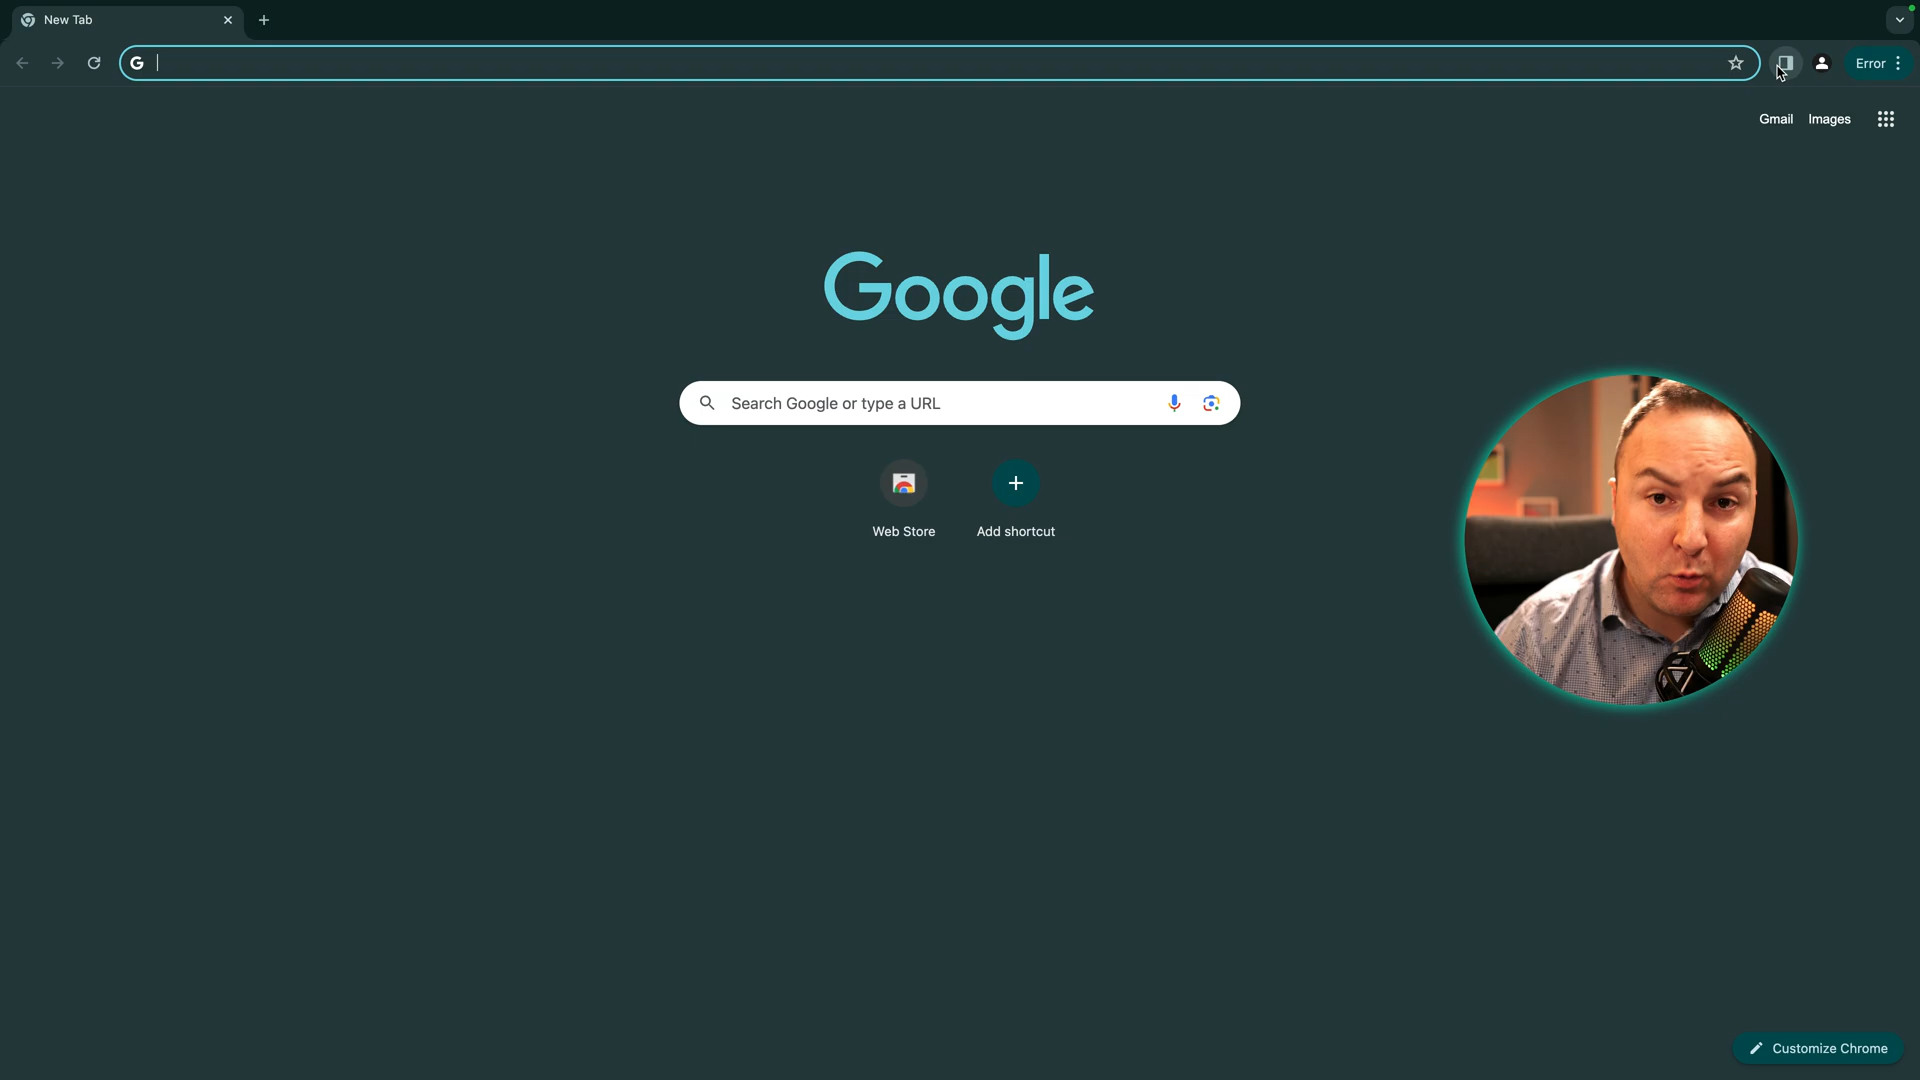 New Tab
G
Error
Gmail Images
Google
Search Google or type a URL
Web Store Add shortcut
Customize Chrome